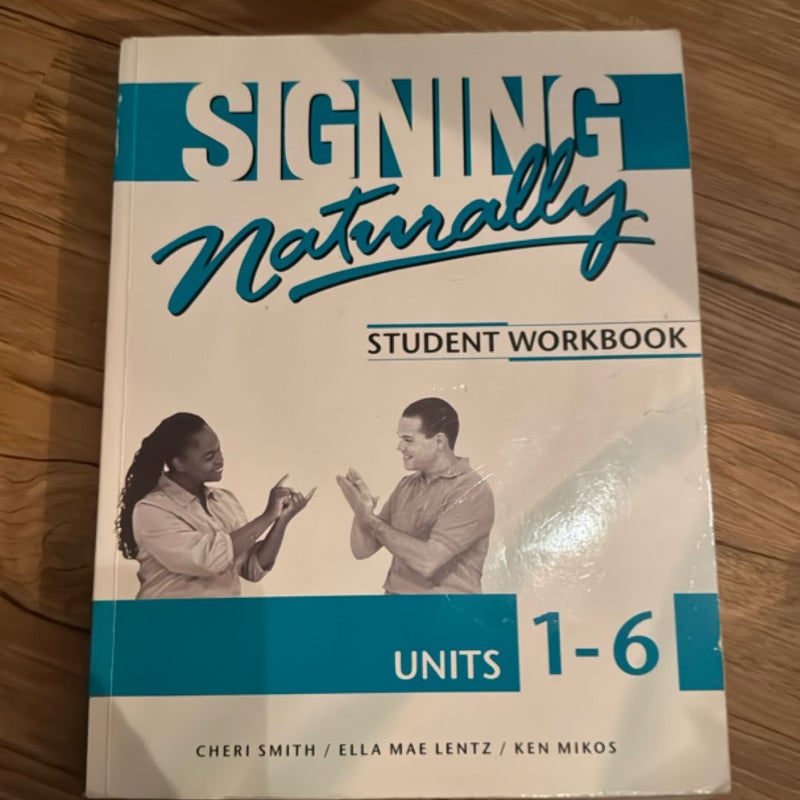 SIGNING
Naturally
STUDENT WORKBOOK
UNITS 1-6
CHERI SMITH / ELLA MAE LENTZ / KEN MIKOS